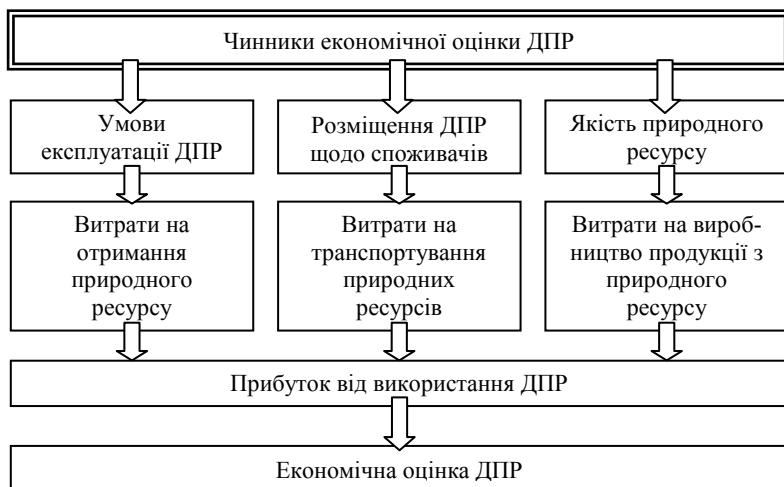 Чинники економічної оцінки ДПР
Умови
експлуатації ДПР
Розміщення ДПР
щодо споживачів
Якість природного
ресурсу
Витрати на
отримання
природного
ресурсу
Витрати на
транспортування
природних
ресурсів
Витрати на вироб-
ництво продукції з
природного
ресурсу
Прибуток від використання ДПР
Економічна оцінка ДПР